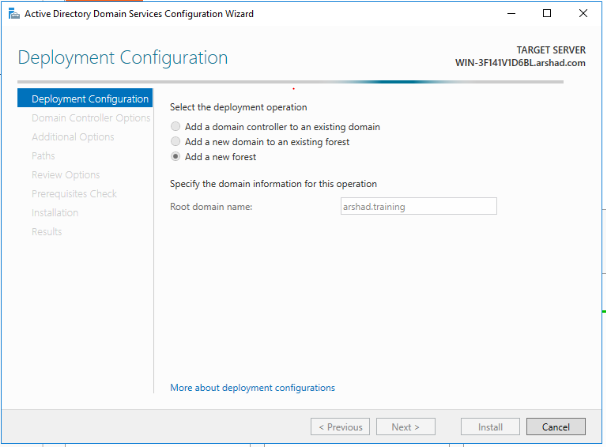 Active Directory Domain Services Configuration Wizard
Deployment Configuration
TARGET SERVER
WIN-3F141V1D6BL.arshad.com
Deployment Configuration
Domain Controller Options
Additional Options
Paths
Review Options
Prerequisites Check
Installation
Results
Select the deployment operation
Add a domain controller to an existing domain
Add a new domain to an existing forest
Add a new forest
Specify the domain information for this operation
Root domain name:
arshad.training
More about deployment configurations
< Previous
Next >
Install
Cancel